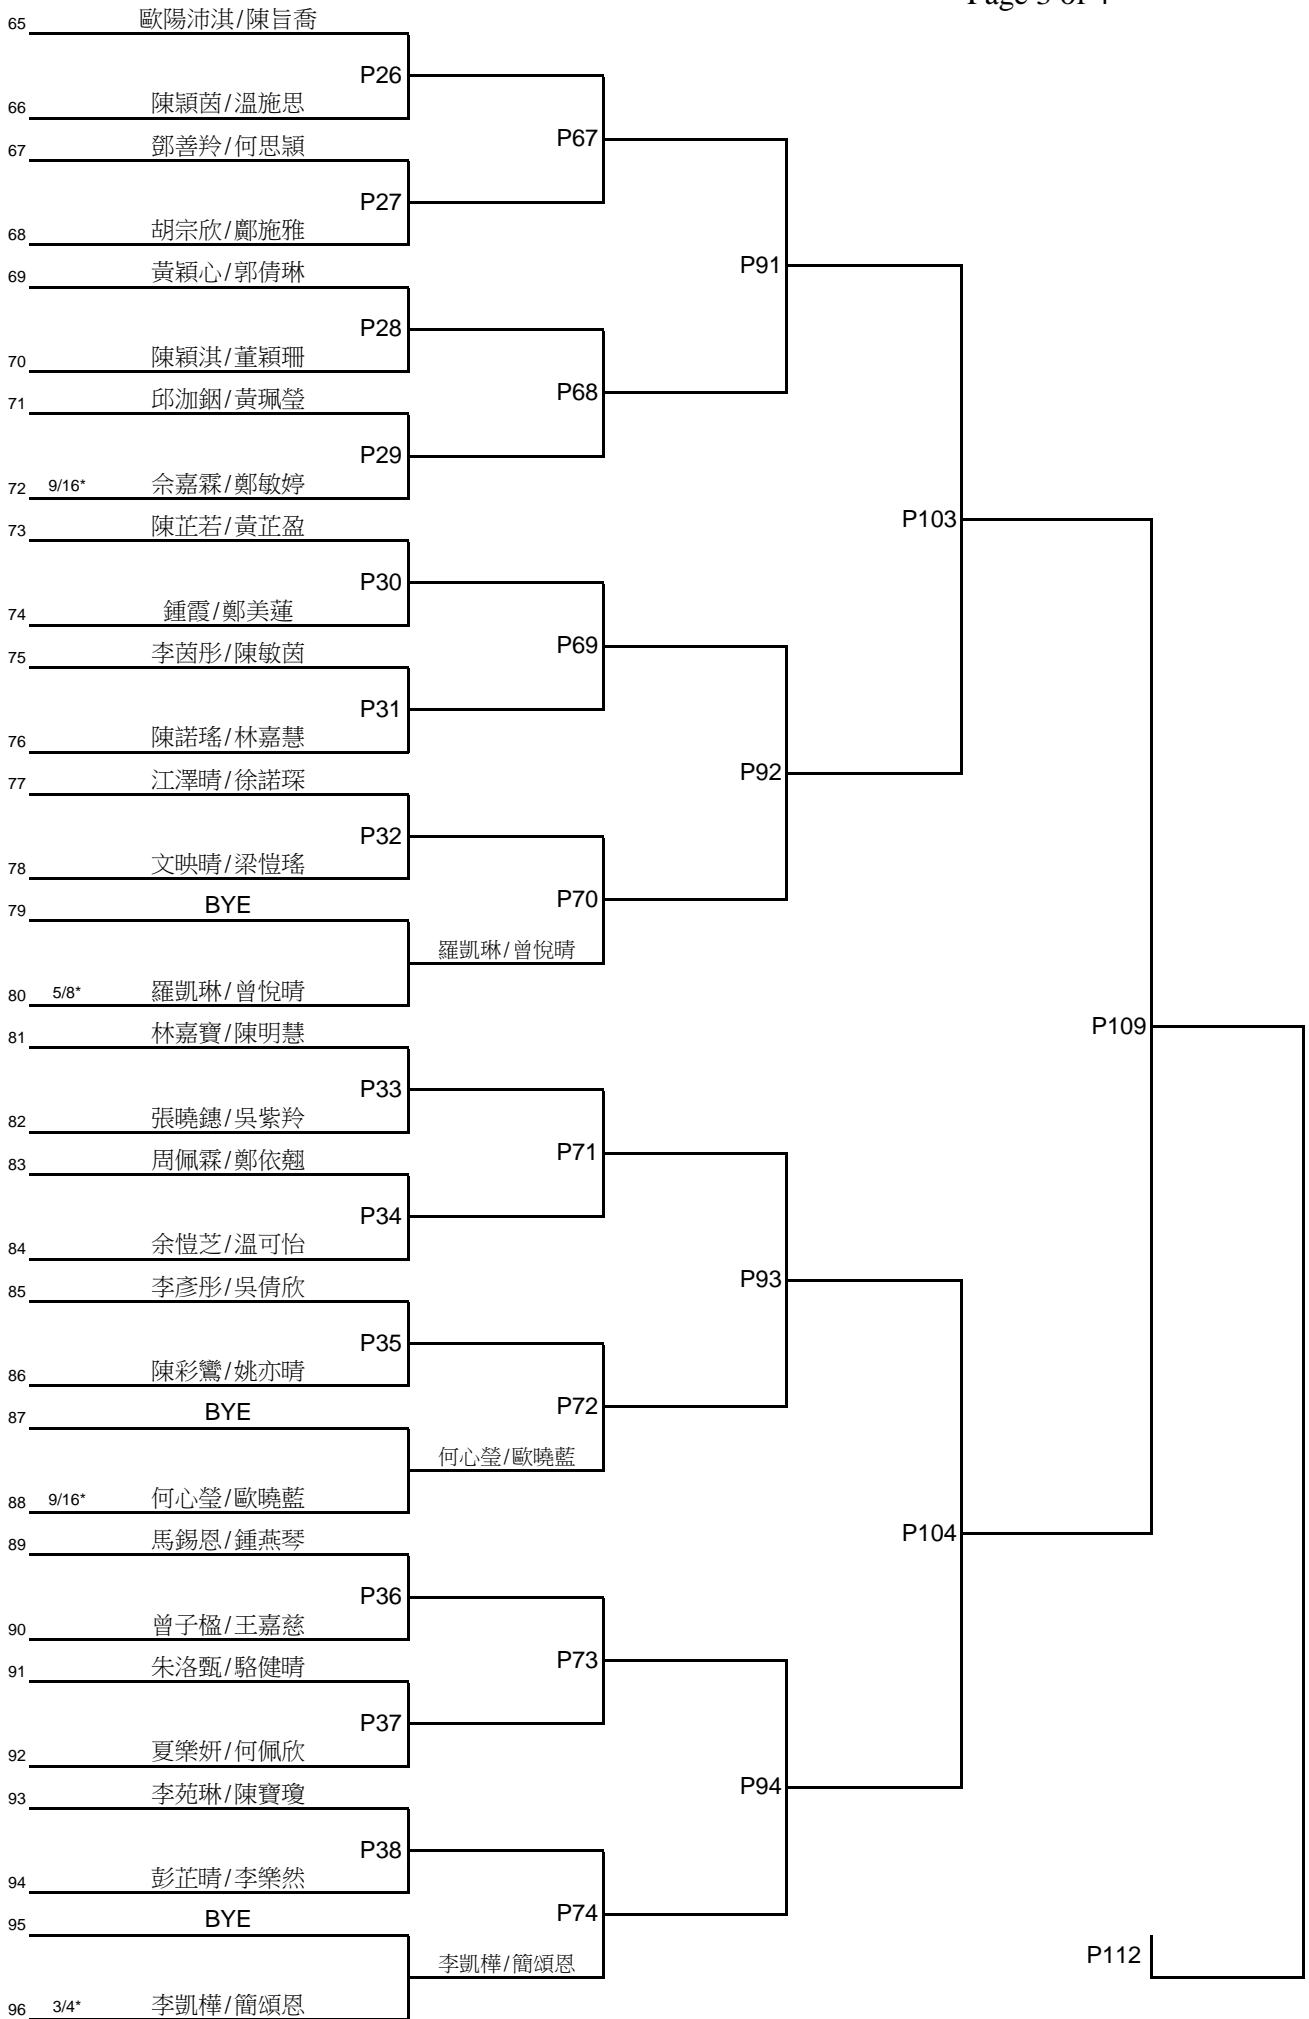 Page 3 of 4
65 歐陽沛淇/陳旨喬
P26
66 陳穎茵/溫施思
P67
67 鄧善羚/何思穎
P27
68 胡宗欣/鄺施雅
P91
69 黃穎心/郭倩琳
P28
70 陳穎淇/董穎珊
P68
71 邱泇銦/黃珮瑩
P29
72 9/16* 佘嘉霖/鄭敏婷
P103
73 陳芷若/黃芷盈
P30
74 鍾霞/鄭美蓮
P69
75 李茵彤/陳敏茵
P31
76 陳諾瑤/林嘉慧
P92
77 江澤晴/徐諾琛
P32
78 文映晴/梁愷瑤
P70
79 BYE
羅凱琳/曾悅晴
80 5/8* 羅凱琳/曾悅晴
P109
81 林嘉寶/陳明慧
P33
82 張曉鏸/吳紫羚
P71
83 周佩霖/鄭依翹
P34
84 余愷芝/溫可怡
P93
85 李彥彤/吳倩欣
P35
86 陳彩鸞/姚亦晴
P72
87 BYE
何心瑩/歐曉藍
88 9/16* 何心瑩/歐曉藍
P104
89 馬錫恩/鍾燕琴
P36
90 曾子楹/王嘉慈
P73
91 朱洛甄/駱健晴
P37
92 夏樂妍/何佩欣
P94
93 李苑琳/陳寶瓊
P38
94 彭芷晴/李樂然
P74
95 BYE
李凱樺/簡頌恩
P112
96 3/4* 李凱樺/簡頌恩